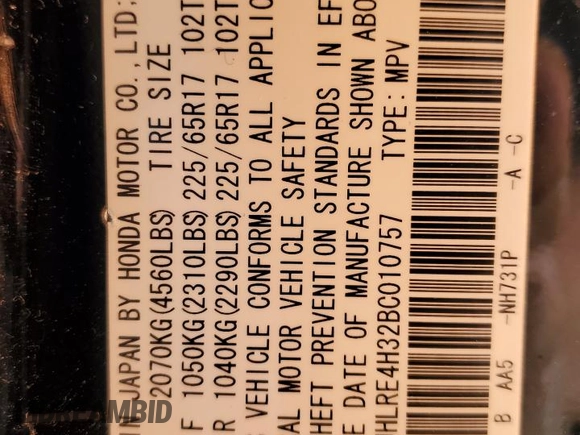 IN JAPAN BY HONDA MOTOR CO.,LTD;
2070KG(4560LBS) TIRE SIZE
F 1050KG(2310LBS) 225/65R17 102T
R 1040KG(2290LBS) 225/65R17 102T
VEHICLE CONFORMS TO ALL APPLIC
AL MOTOR VEHICLE SAFETY
HEFT PREVENTION STANDARDS IN EF
E DATE OF MANUFACTURE SHOWN ABO
HLRE4H32BC010757 TYPE: MPV
B AA5 -NH731P -A -C